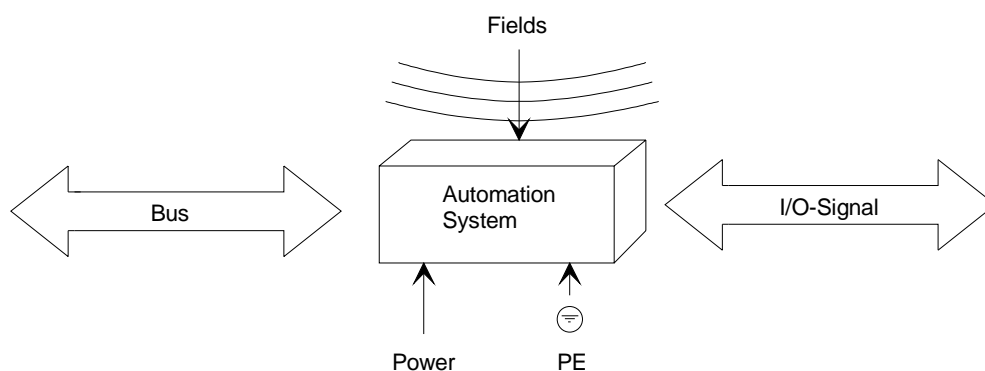 Fields
Automation
System
Bus
I/O-Signal
Power
PE